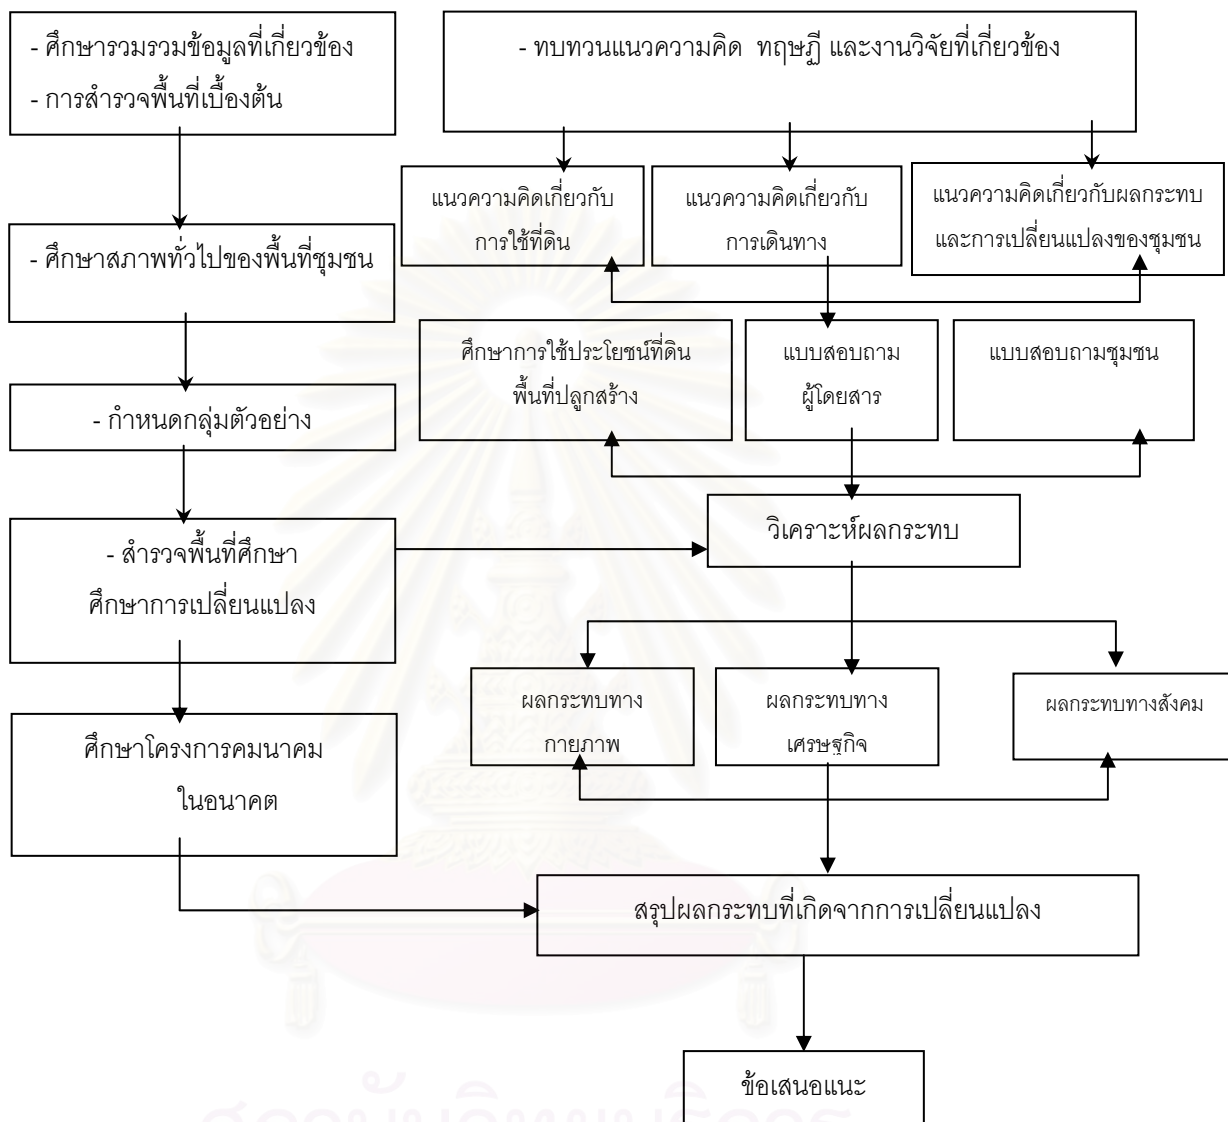 - ศึกษารวมรวมข้อมูลที่เกี่ยวข้อง
- การสำรวจพื้นที่เบื้องต้น
- ทบทวนแนวความคิด ทฤษฏี และงานวิจัยที่เกี่ยวข้อง
แนวความคิดเกี่ยวกับ
การใช้ที่ดิน
แนวความคิดเกี่ยวกับ
การเดินทาง
แนวความคิดเกี่ยวกับผลกระทบ
และการเปลี่ยนแปลงของชุมชน
- ศึกษาสภาพทั่วไปของพื้นที่ชุมชน
ศึกษาการใช้ประโยชน์ที่ดิน
พื้นที่ปลูกสร้าง
แบบสอบถาม
ผู้โดยสาร
แบบสอบถามชุมชน
- กำหนดกลุ่มตัวอย่าง
- สำรวจพื้นที่ศึกษา
ศึกษาการเปลี่ยนแปลง
วิเคราะห์ผลกระทบ
ผลกระทบทาง
กายภาพ
ผลกระทบทาง
เศรษฐกิจ
ผลกระทบทางสังคม
ศึกษาโครงการคมนาคม
ในอนาคต
สรุปผลกระทบที่เกิดจากการเปลี่ยนแปลง
ข้อเสนอแนะ
สถาบันวิทยบริการ